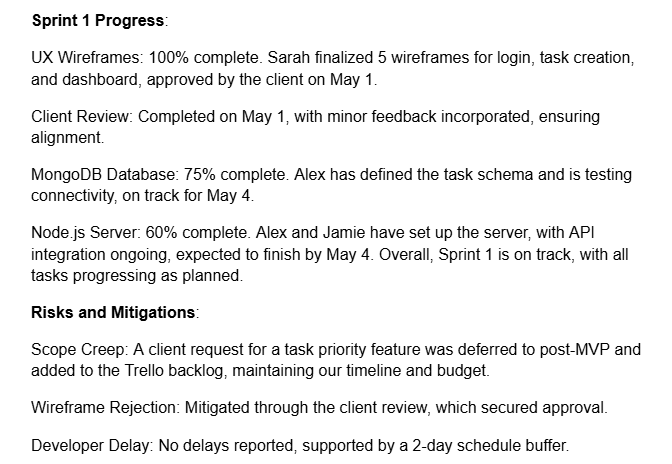 Sprint 1 Progress:
UX Wireframes: 100% complete. Sarah finalized 5 wireframes for login, task creation,
and dashboard, approved by the client on May 1.
Client Review: Completed on May 1, with minor feedback incorporated, ensuring
alignment.
MongoDB Database: 75% complete. Alex has defined the task schema and is testing
connectivity, on track for May 4.
Node.js Server: 60% complete. Alex and Jamie have set up the server, with API
integration ongoing, expected to finish by May 4. Overall, Sprint 1 is on track, with all
tasks progressing as planned.
Risks and Mitigations:
Scope Creep: A client request for a task priority feature was deferred to post-MVP and
added to the Trello backlog, maintaining our timeline and budget.
Wireframe Rejection: Mitigated through the client review, which secured approval.
Developer Delay: No delays reported, supported by a 2-day schedule buffer.